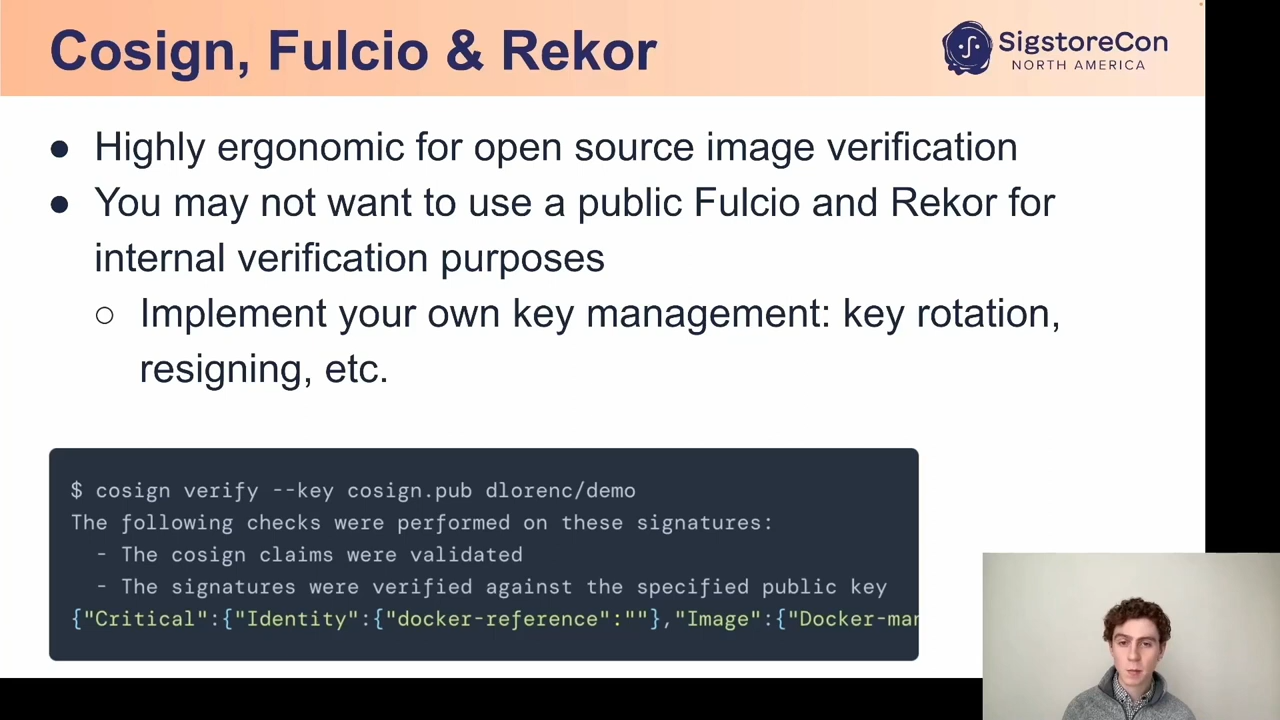 Cosign, Fulcio & Rekor
SigstoreCon
NORTH AMERICA
● Highly ergonomic for open source image verification
● You may not want to use a public Fulcio and Rekor for
internal verification purposes
○ Implement your own key management: key rotation,
resigning, etc.
$ cosign verify --key cosign.pub dlorenc/demo
The following checks were performed on these signatures:
- The cosign claims were validated
- The signatures were verified against the specified public key
{"Critical":{"Identity":{"docker-reference":""},"Image":{"Docker-mar